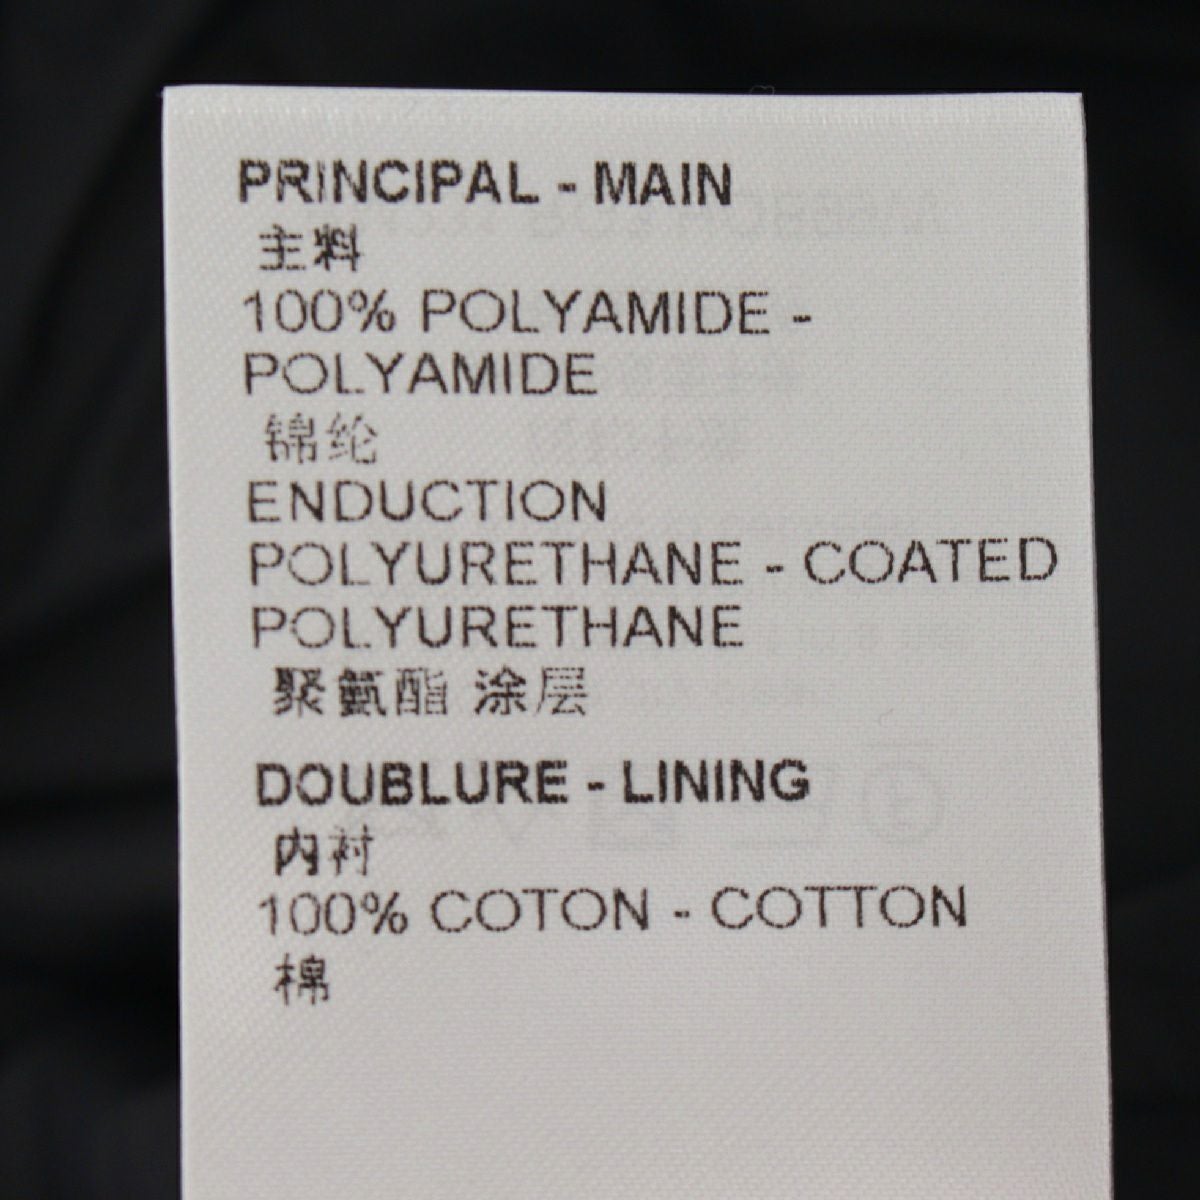 PRINCIPAL - MAIN
主料
100% POLYAMIDE -
POLYAMIDE
锦纶
ENDUCTION
POLYURETHANE - COATED
POLYURETHANE
聚氨酯 涂层
DOUBLURE - LINING
内衬
100% COTON - COTTON
棉